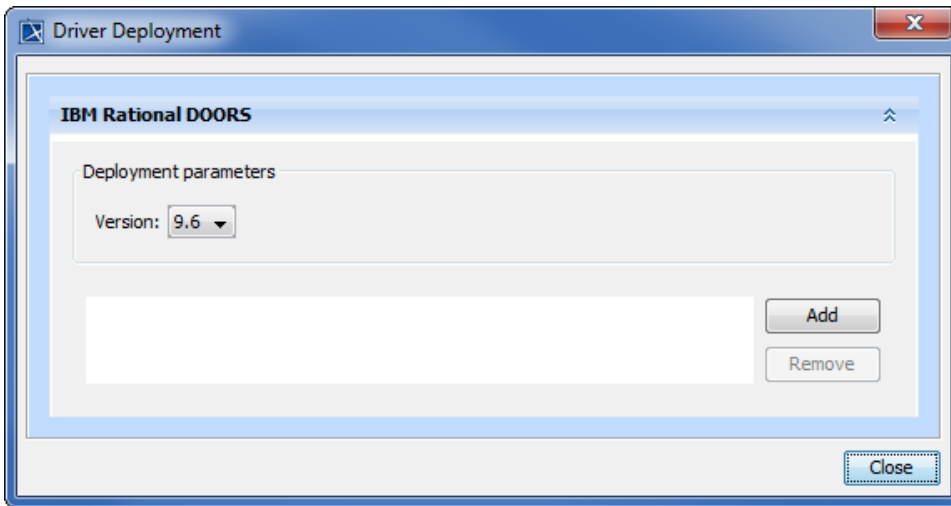 Driver Deployment
IBM Rational DOORS
Deployment parameters
Version: 9.6
Add
Remove
Close